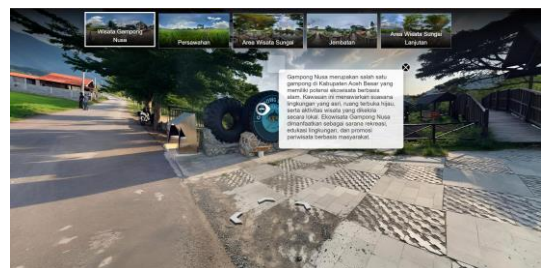 Wisata Gampong
Nusa
Persawahan
Area Wisata Sungai
Jembatan
Area Wisata Sungai
Lanjutan
Gampong Nusa merupakan salah satu
gampong di Kabupaten Aceh Besar yang
memiliki potensi ekowisata berbasis
alam. Kawasan ini menawarkan suasana
lingkungan yang asri, ruang terbuka hijau,
serta aktivitas wisata yang dikelola
secara lokal. Ekowisata Gampong Nusa
dimanfaatkan sebagai sarana rekreasi,
edukasi lingkungan, dan promosi
pariwisata berbasis masyarakat.